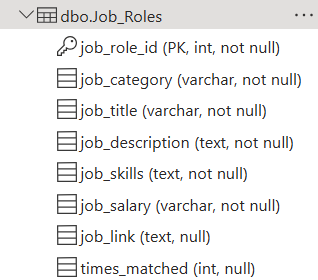 dbo.Job_Roles
job_role_id (PK, int, not null)
job_category (varchar, not null)
job_title (varchar, not null)
job_description (text, not null)
job_skills (text, not null)
job_salary (varchar, not null)
job_link (text, null)
times_matched (int, null)